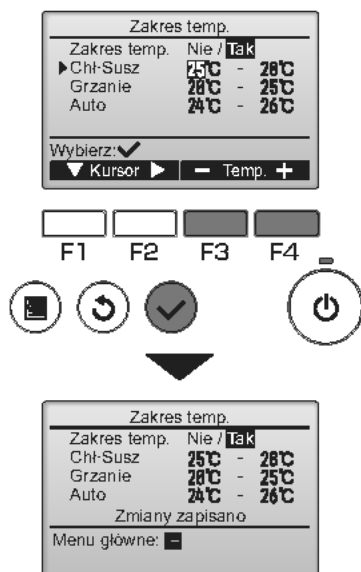 Zakres temp.
Zakres temp. Nie / Tak
▶Chł-Susz 25℃ - 28℃
Grzanie 20℃ - 25℃
Auto 24℃ - 26℃
Wybierz:✔
▼ Kursor ▶ − Temp. +
F1 F2 F3 F4
Zakres temp.
Zakres temp. Nie / Tak
Chł-Susz 25℃ - 28℃
Grzanie 20℃ - 25℃
Auto 24℃ - 26℃
Zmiany zapisano
Menu główne: −